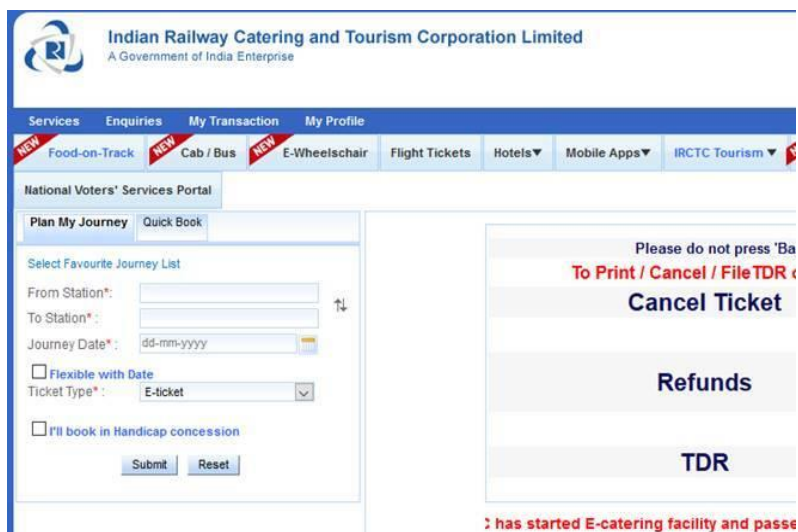 Indian Railway Catering and Tourism Corporation Limited
A Government of India Enterprise
Services Enquiries My Transaction My Profile
NEW Food-on-Track NEW Cab / Bus NEW E-Wheelschair Flight Tickets Hotels▼ Mobile Apps▼ IRCTC Tourism ▼
National Voters' Services Portal
Plan My Journey Quick Book
Select Favourite Journey List
From Station*:
To Station* :
Journey Date* : dd-mm-yyyy
Flexible with Date
Ticket Type* : E-ticket
I'll book in Handicap concession
Submit Reset
Please do not press 'Ba
To Print / Cancel / File TDR
Cancel Ticket
Refunds
TDR
has started E-catering facility and passe